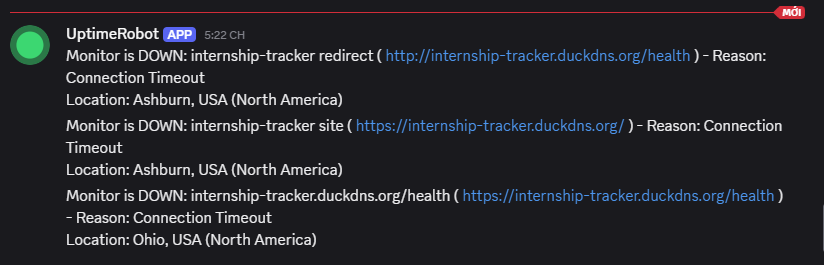 MỚI
UptimeRobot APP 5:22 CH
Monitor is DOWN: internship-tracker redirect ( http://internship-tracker.duckdns.org/health ) - Reason:
Connection Timeout
Location: Ashburn, USA (North America)
Monitor is DOWN: internship-tracker site ( https://internship-tracker.duckdns.org/ ) - Reason: Connection
Timeout
Location: Ashburn, USA (North America)
Monitor is DOWN: internship-tracker.duckdns.org/health ( https://internship-tracker.duckdns.org/health )
- Reason: Connection Timeout
Location: Ohio, USA (North America)